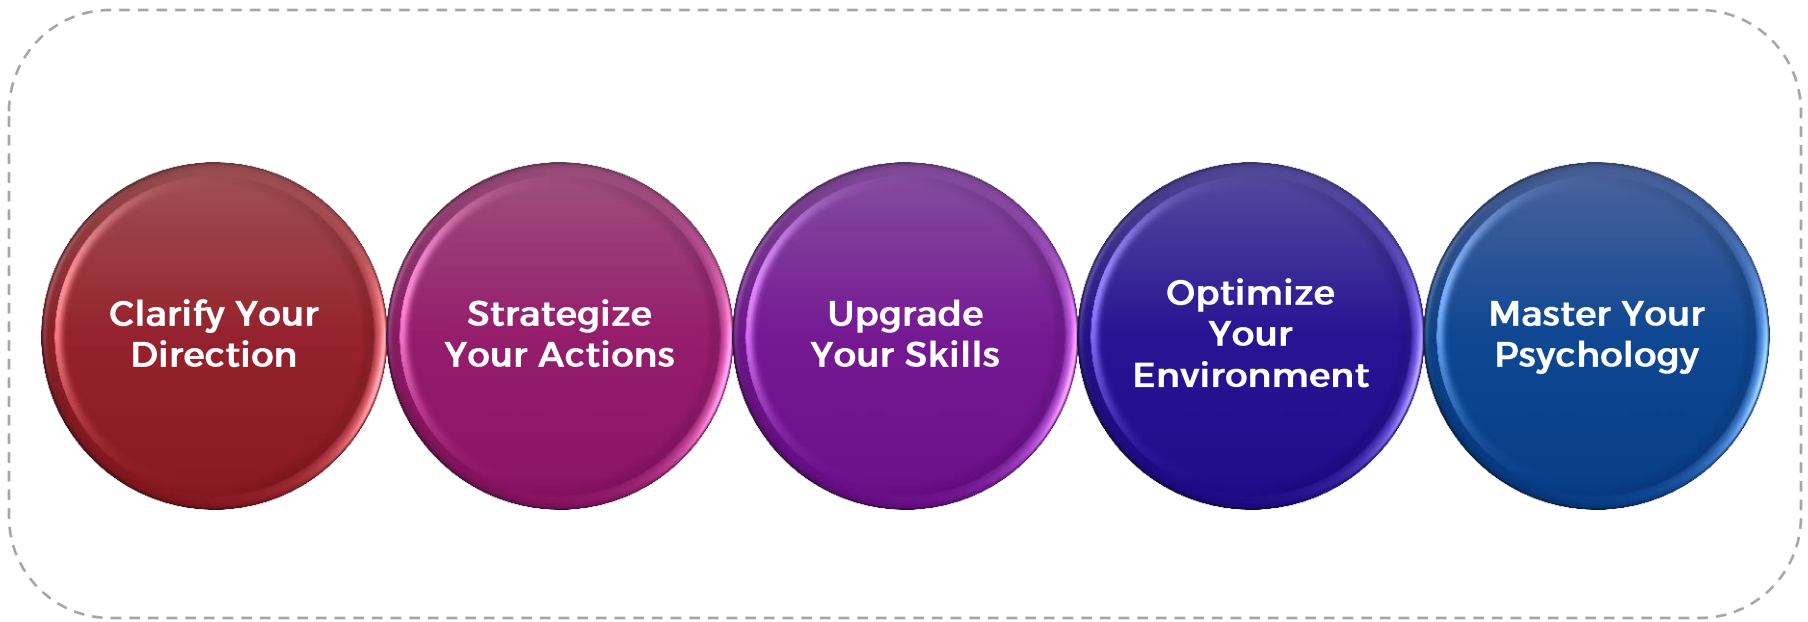 Clarify Your
Direction
Strategize
Your Actions
Upgrade
Your Skills
Optimize
Your
Environment
Master Your
Psychology